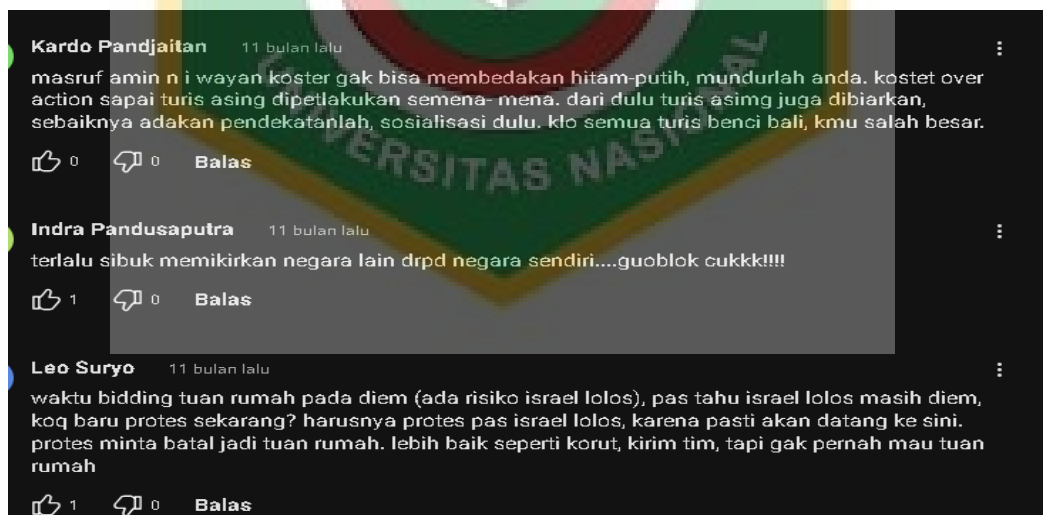 Kardo Pandjaitan 11 bulan lalu
masruf amin n i wayan koster gak bisa membedakan hitam-putih, mundurlah anda. kostet over
action sapai turis asing dipetlakukan semena- mena. dari dulu turis asimg juga dibiarkan,
sebaiknya adakan pendekatanlah, sosialisasi dulu. klo semua turis benci bali, kmu salah besar.
0 0 Balas
Indra Pandusaputra 11 bulan lalu
terlalu sibuk memikirkan negara lain drpd negara sendiri....guoblok cukkk!!!!
1 0 Balas
Leo Suryo 11 bulan lalu
waktu bidding tuan rumah pada diem (ada risiko israel lolos), pas tahu israel lolos masih diem,
koq baru protes sekarang? harusnya protes pas israel lolos, karena pasti akan datang ke sini.
protes minta batal jadi tuan rumah. lebih baik seperti korut, kirim tim, tapi gak pernah mau tuan
rumah
1 0 Balas
UNIVERSITAS NASIONAL